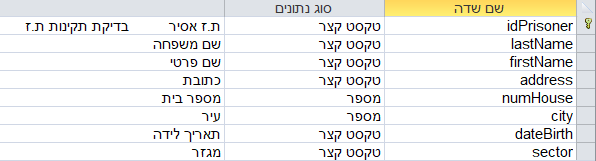 שם שדה סוג נתונים
idPrisoner טקסט קצר ת.ז אסיר בדיקת תקינות ת.ז
lastName טקסט קצר שם משפחה
firstName טקסט קצר שם פרטי
address טקסט קצר כתובת
numHouse מספר מספר בית
city מספר עיר
dateBirth טקסט קצר תאריך לידה
sector טקסט קצר מגזר